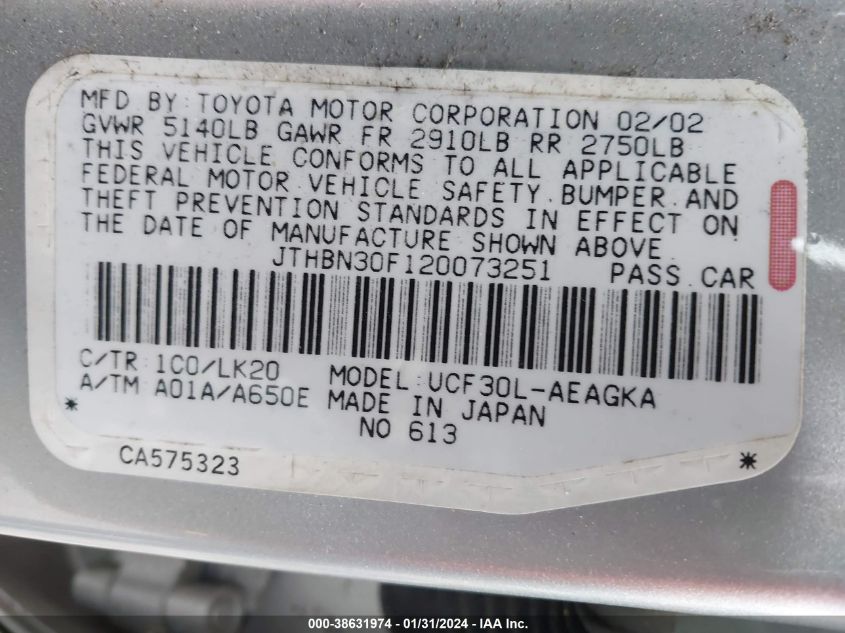 MFD BY: TOYOTA MOTOR CORPORATION 02/02
GVWR 5140LB GAWR FR 2910LB RR 2750LB
THIS VEHICLE CONFORMS TO ALL APPLICABLE
FEDERAL MOTOR VEHICLE SAFETY, BUMPER, AND
THEFT PREVENTION STANDARDS IN EFFECT ON
THE DATE OF MANUFACTURE SHOWN ABOVE.
JTHBN30F120073251 PASS. CAR
C/TR: 1C0/LK20 MODEL: UCF30L-AEAGKA
A/TM A01A/A650E MADE IN JAPAN
* NO 613
CA575323 *
000-38631974 - 01/31/2024 - IAA Inc.